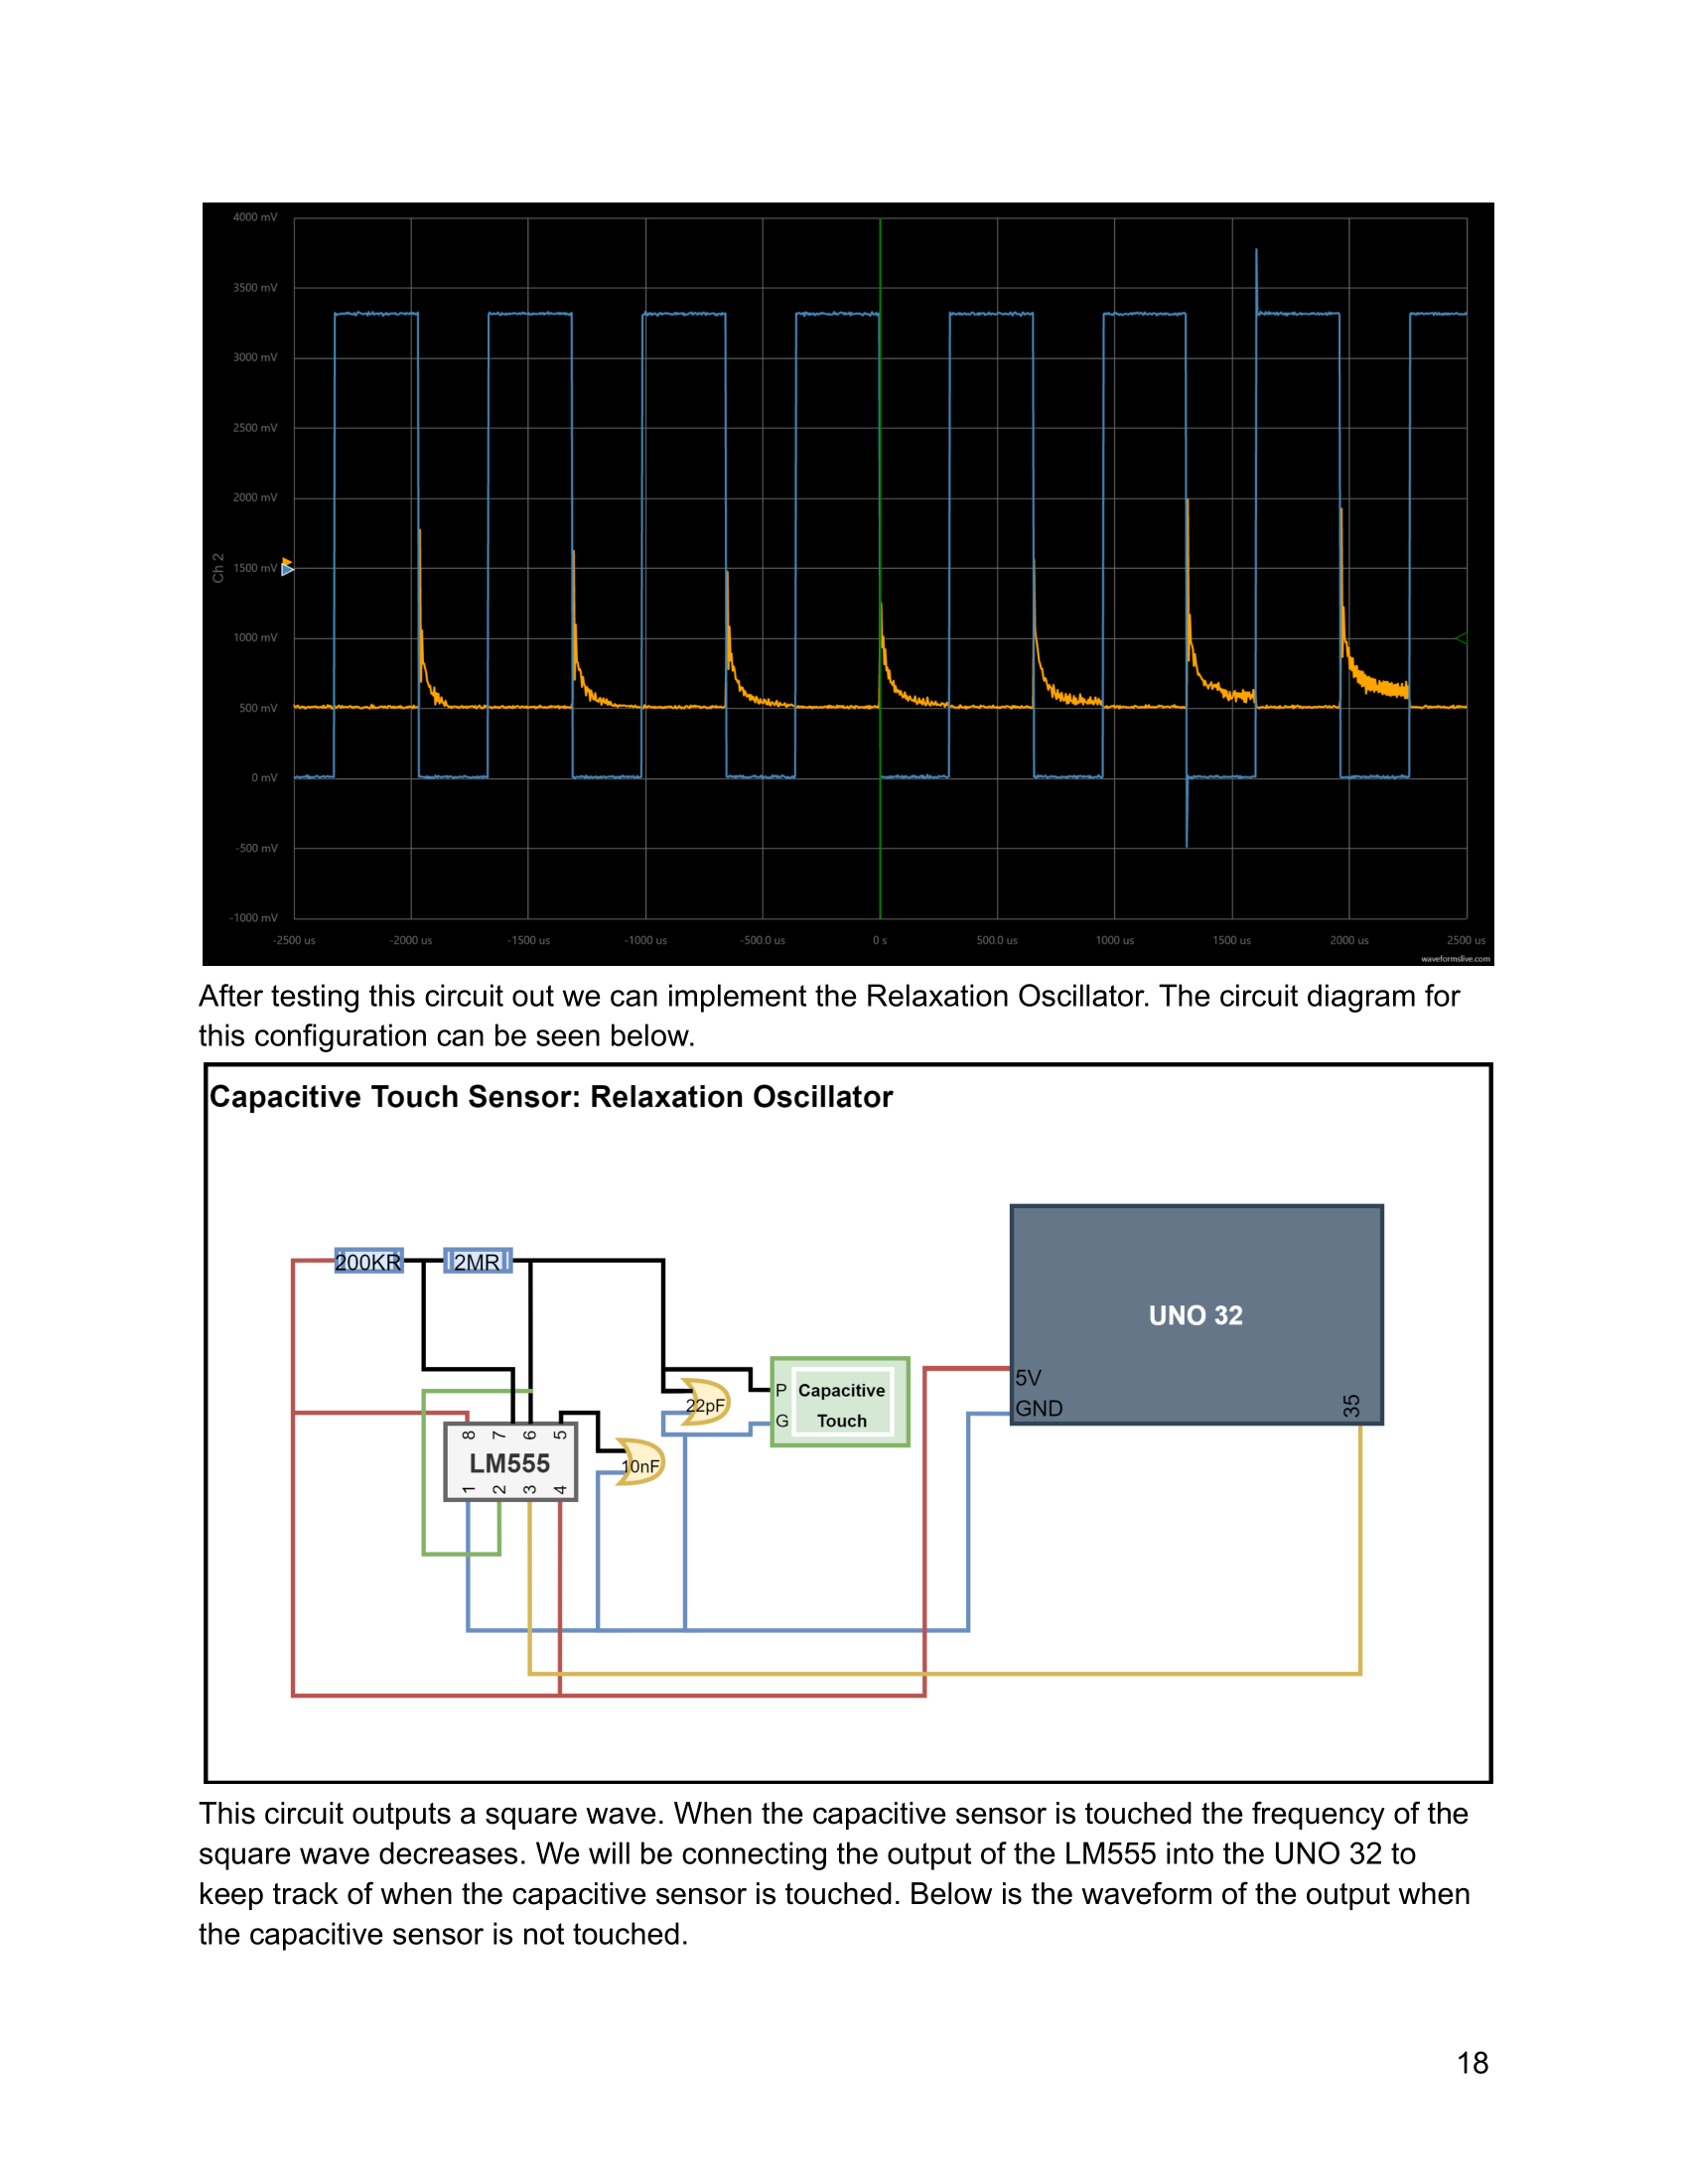 4000 mV
3500 mV
3000 mV
2500 mV
2000 mV
1500 mV
1000 mV
500 mV
0 mV
-500 mV
-1000 mV
Ch 2
-2500 us -2000 us -1500 us -1000 us -500.0 us 0 s 500.0 us 1000 us 1500 us 2000 us 2500 us
waveformslive.com
After testing this circuit out we can implement the Relaxation Oscillator. The circuit diagram for
this configuration can be seen below.
Capacitive Touch Sensor: Relaxation Oscillator
200KR 2MR
UNO 32
5V
GND
35
P Capacitive
G Touch
22pF
10nF
8 7 6 5
LM555
1 2 3 4
This circuit outputs a square wave. When the capacitive sensor is touched the frequency of the
square wave decreases. We will be connecting the output of the LM555 into the UNO 32 to
keep track of when the capacitive sensor is touched. Below is the waveform of the output when
the capacitive sensor is not touched.
18